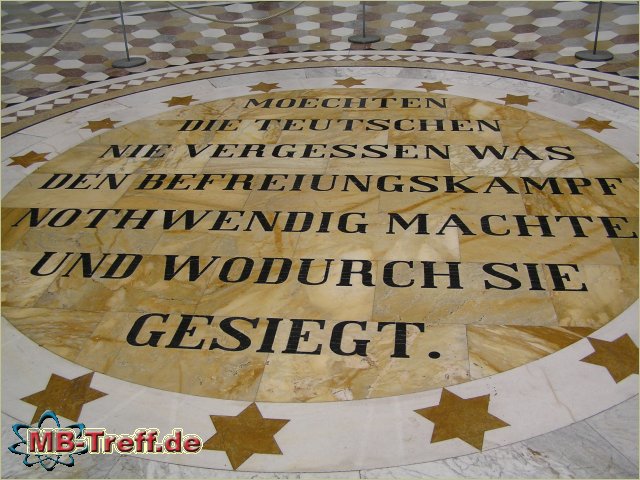 MOECHTEN
DIE TEUTSCHEN
NIE VERGESSEN WAS
DEN BEFREIUNGSKAMPF
NOTHWENDIG MACHTE
UND WODURCH SIE
GESIEGT.
MB-Treff.de